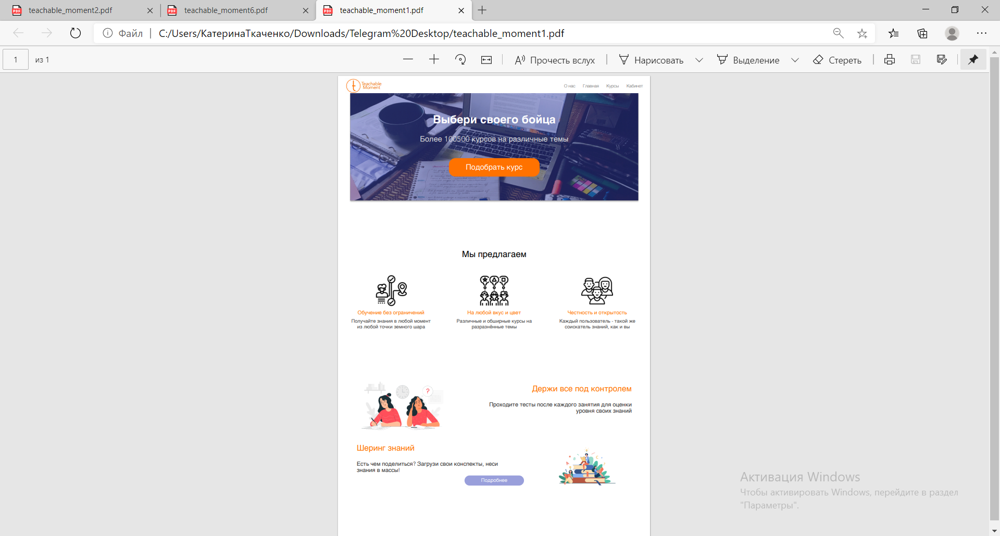 teachable_moment2.pdf
teachable_moment6.pdf
teachable_moment1.pdf
Файл
C:/Users/КатеринаТкаченко/Downloads/Telegram%20Desktop/teachable_moment1.pdf
1
из 1
Прочесть вслух
Нарисовать
Выделение
Стереть
Teachable
Moment
О нас
Главная
Курсы
Кабинет
Выбери своего бойца
Более 100500 курсов на различные темы
Подобрать курс
Мы предлагаем
Обучение без ограничений
Получайте знания в любой момент
из любой точки земного шара
На любой вкус и цвет
Различные и обширные курсы на
разразнённые темы
Честность и открытость
Каждый пользователь - такой же
соискатель знаний, как и вы
?
Держи все под контролем
Проходите тесты после каждого занятия для оценки
уровня своих знаний
Шеринг знаний
Есть чем поделиться? Загрузи свои конспекты, неси
знания в массы!
Подробнее
Активация Windows
Чтобы активировать Windows, перейдите в раздел
"Параметры".